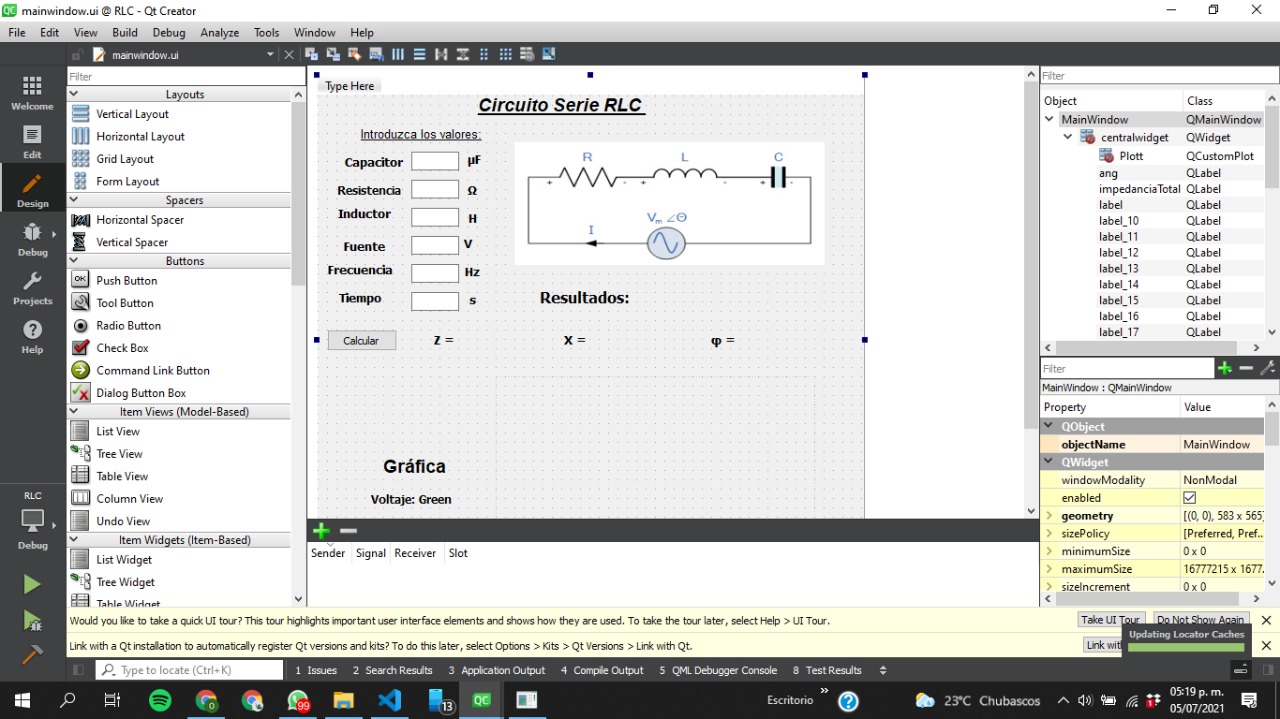 mainwindow.ui @ RLC - Qt Creator
File Edit View Build Debug Analyze Tools Window Help
mainwindow.ui
Welcome
Edit
Design
Debug
Projects
Help
RLC
Debug
Filter
Layouts
Vertical Layout
Horizontal Layout
Grid Layout
Form Layout
Spacers
Horizontal Spacer
Vertical Spacer
Buttons
Push Button
Tool Button
Radio Button
Check Box
Command Link Button
Dialog Button Box
Item Views (Model-Based)
List View
Tree View
Table View
Column View
Undo View
Item Widgets (Item-Based)
List Widget
Tree Widget
Table Widget
Type Here
Circuito Serie RLC
Introduzca los valores:
Capacitor µF
Resistencia Ω
Inductor H
Fuente V
Frecuencia Hz
Tiempo s
R L C
+ - + - + -
Vm ∠Θ
I
Resultados:
Calcular Z = X = φ =
Gráfica
Voltaje: Green
Sender Signal Receiver Slot
Filter
Object Class
MainWindow QMainWindow
centralwidget QWidget
Plott QCustomPlot
ang QLabel
impedanciaTotal QLabel
label QLabel
label_10 QLabel
label_11 QLabel
label_12 QLabel
label_13 QLabel
label_14 QLabel
label_15 QLabel
label_16 QLabel
label_17 QLabel
Filter
MainWindow : QMainWindow
Property Value
QObject
objectName MainWindow
QWidget
windowModality NonModal
enabled
geometry [(0, 0), 583 x 565]
sizePolicy [Preferred, Pref...
minimumSize 0 x 0
maximumSize 16777215 x 1677...
sizeIncrement 0 x 0
Would you like to take a quick UI tour? This tour highlights important user interface elements and shows how they are used. To take the tour later, select Help > UI Tour. Take UI Tour Do Not Show Again
Link with a Qt installation to automatically register Qt versions and kits? To do this later, select Options > Kits > Qt Versions > Link with Qt. Link with
Updating Locator Caches
Type to locate (Ctrl+K) 1 Issues 2 Search Results 3 Application Output 4 Compile Output 5 QML Debugger Console 8 Test Results
99 13 QC Escritorio » 23°C Chubascos 05:19 p. m.
05/07/2021